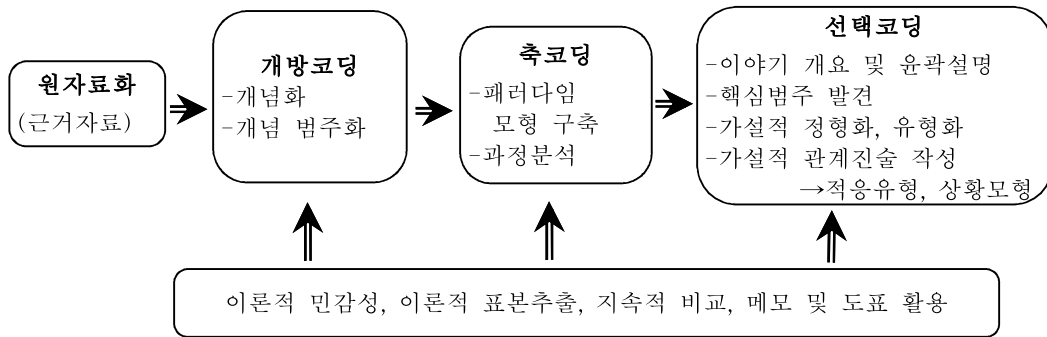 원자료화
(근거자료)
개방코딩
-개념화
-개념 범주화
축코딩
-패러다임
모형 구축
-과정분석
선택코딩
-이야기 개요 및 윤곽설명
-핵심범주 발견
-가설적 정형화, 유형화
-가설적 관계진술 작성
→적응유형, 상황모형
이론적 민감성, 이론적 표본추출, 지속적 비교, 메모 및 도표 활용